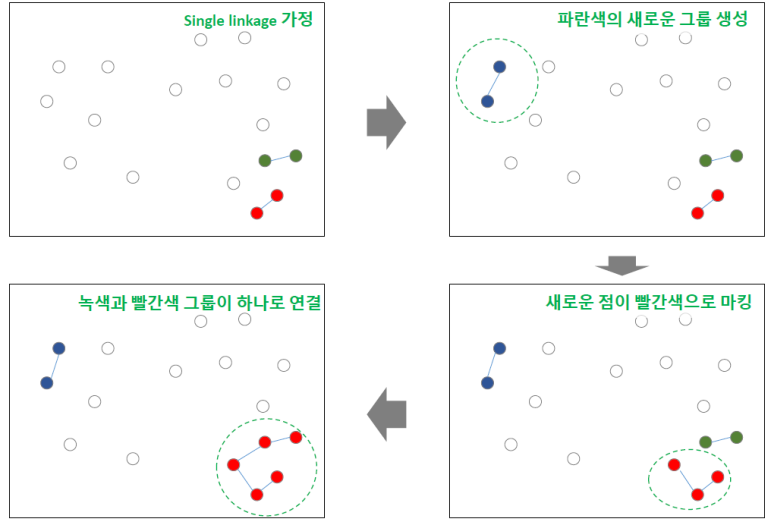 Single linkage 가정
파란색의 새로운 그룹 생성
녹색과 빨간색 그룹이 하나로 연결
새로운 점이 빨간색으로 마킹